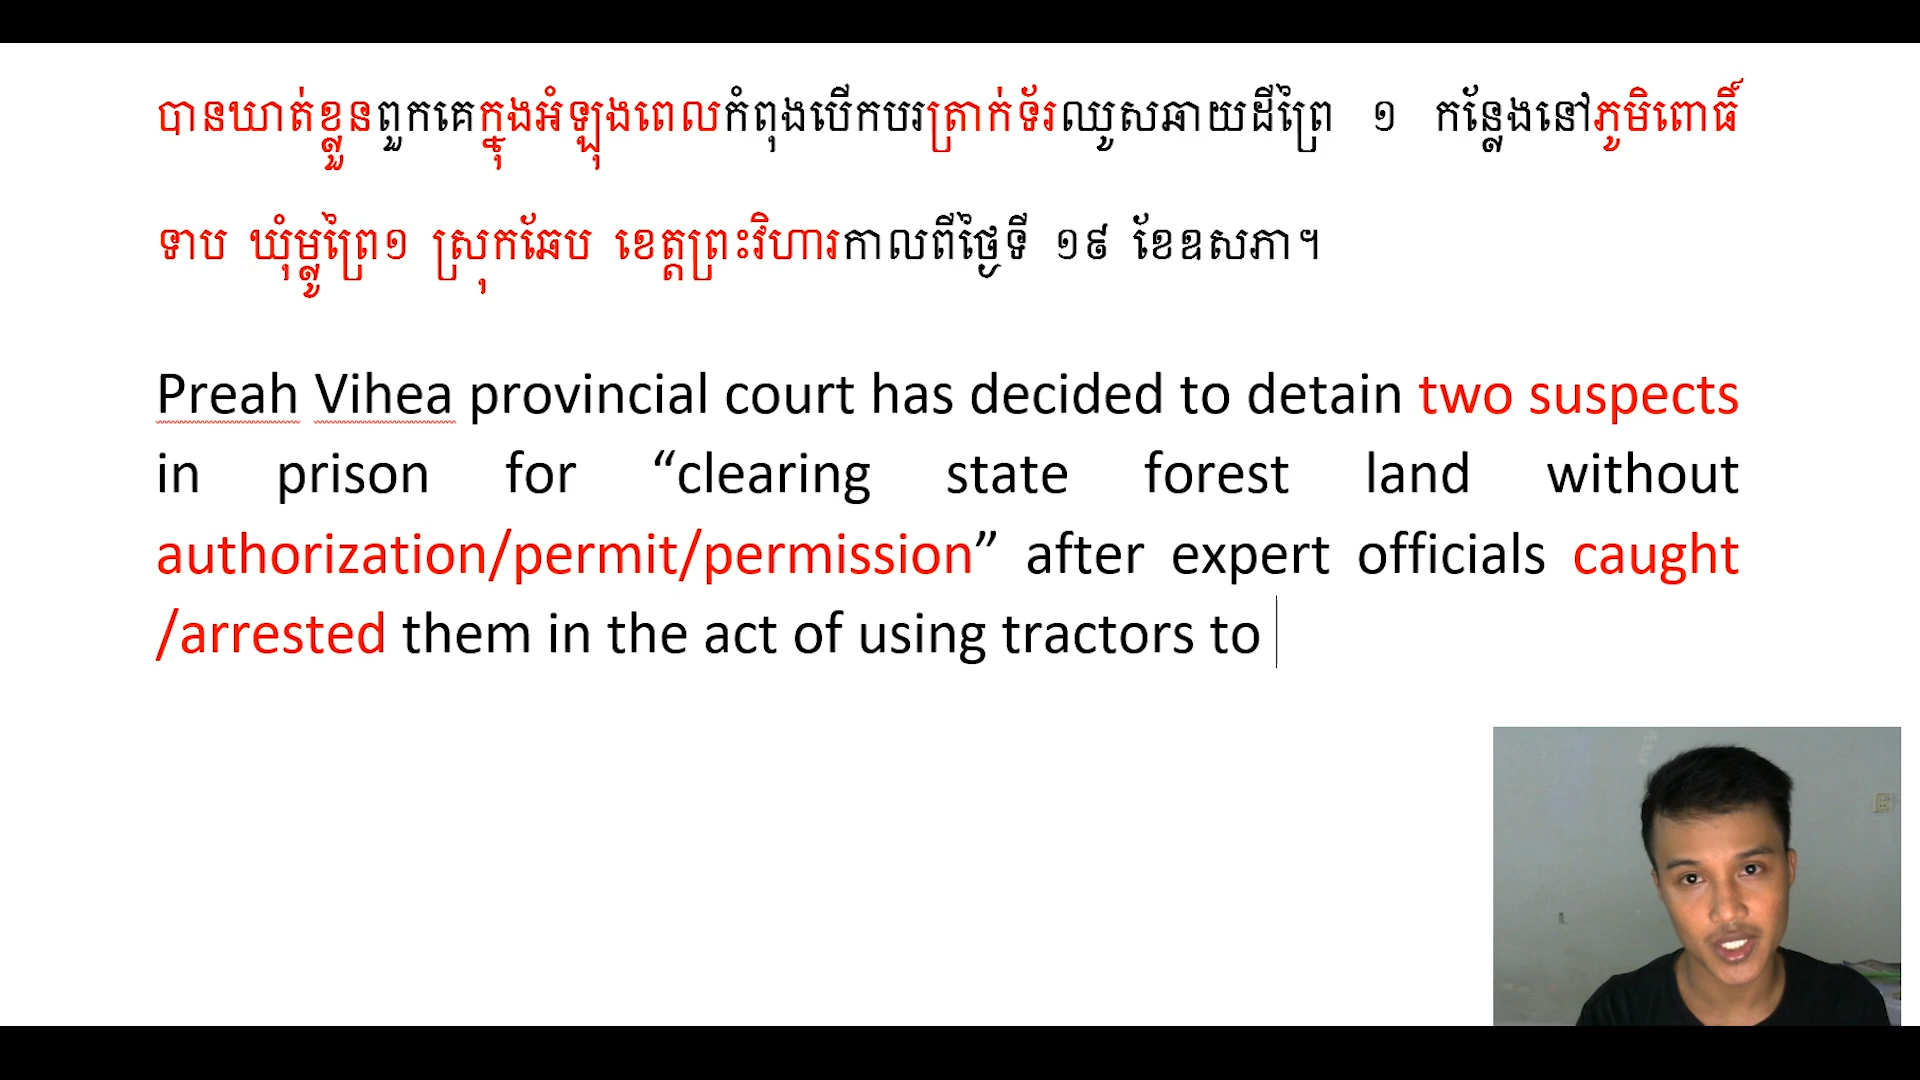 បានឃាត់ខ្លួនពួកគេក្នុងអំឡុងពេលកំពុងបើកបរត្រាក់ទ័រឈូសឆាយដីព្រៃ ១ កន្លែងនៅភូមិពោធិ៍
ទាប ឃុំម្លូព្រៃ១ ស្រុកឆែប ខេត្តព្រះវិហារកាលពីថ្ងៃទី ១៩ ខែឧសភា។
Preah Vihea provincial court has decided to detain two suspects
in prison for “clearing state forest land without
authorization/permit/permission” after expert officials caught
/arrested them in the act of using tractors to